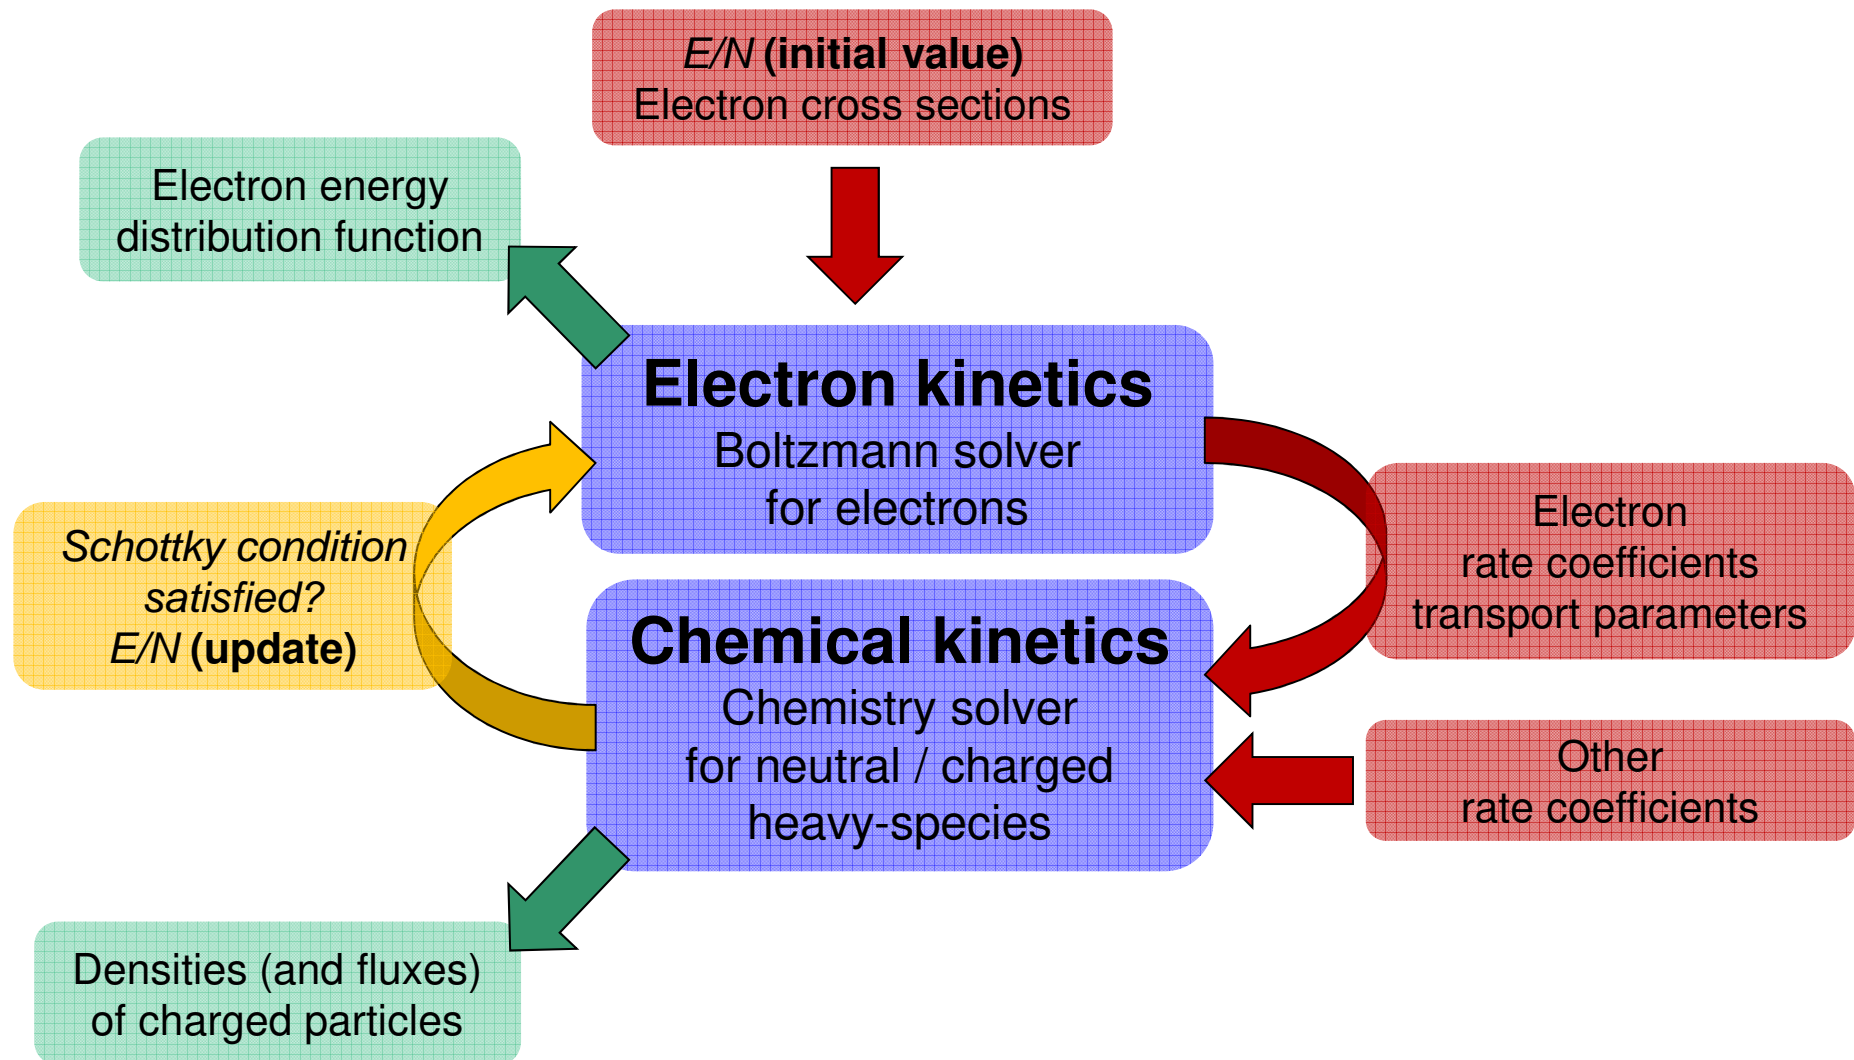 E/N (initial value)
Electron cross sections
Electron energy
distribution function
Electron kinetics
Boltzmann solver
for electrons
Schottky condition
satisfied?
E/N (update)
Electron
rate coefficients
transport parameters
Chemical kinetics
Chemistry solver
for neutral / charged
heavy-species
Other
rate coefficients
Densities (and fluxes)
of charged particles